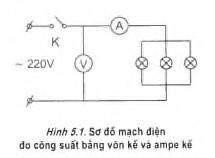 K
A
~ 220V
V
Hình 5.1. Sơ đồ mạch điện
đo công suất bằng vôn kế và ampe kế